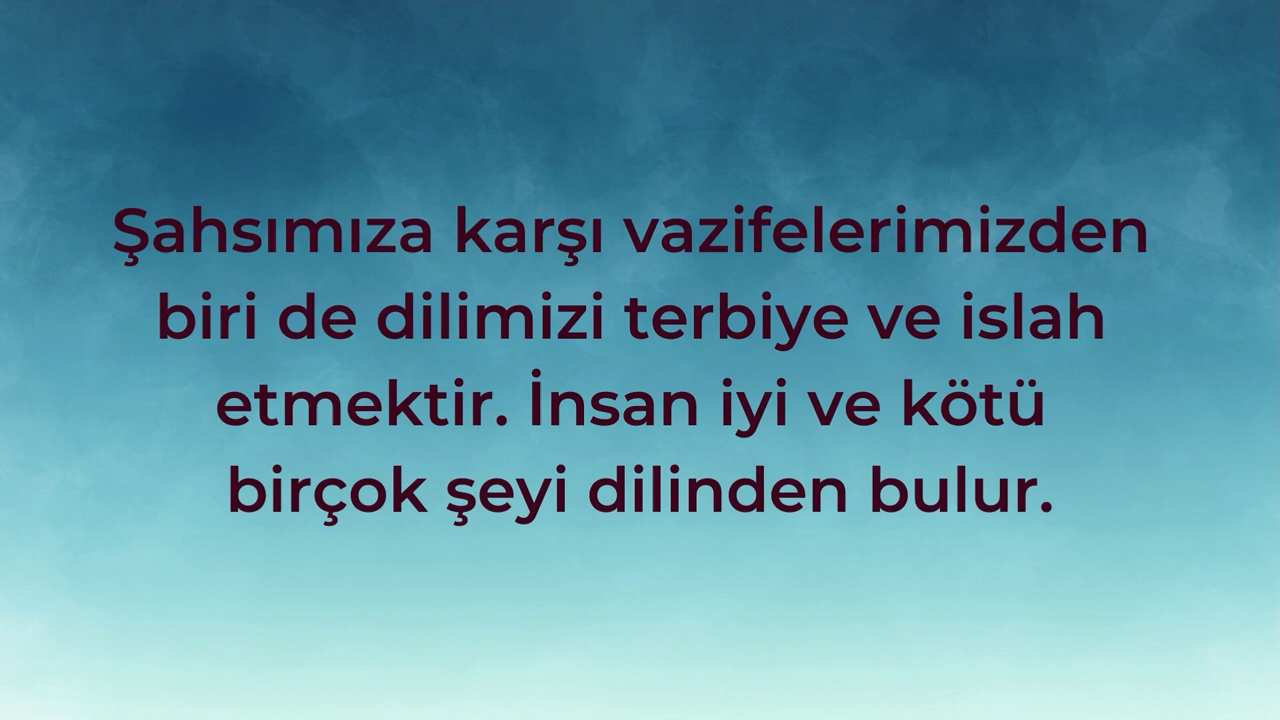 Şahsımıza karşı vazifelerimizden
biri de dilimizi terbiye ve islah
etmektir. İnsan iyi ve kötü
birçok şeyi dilinden bulur.